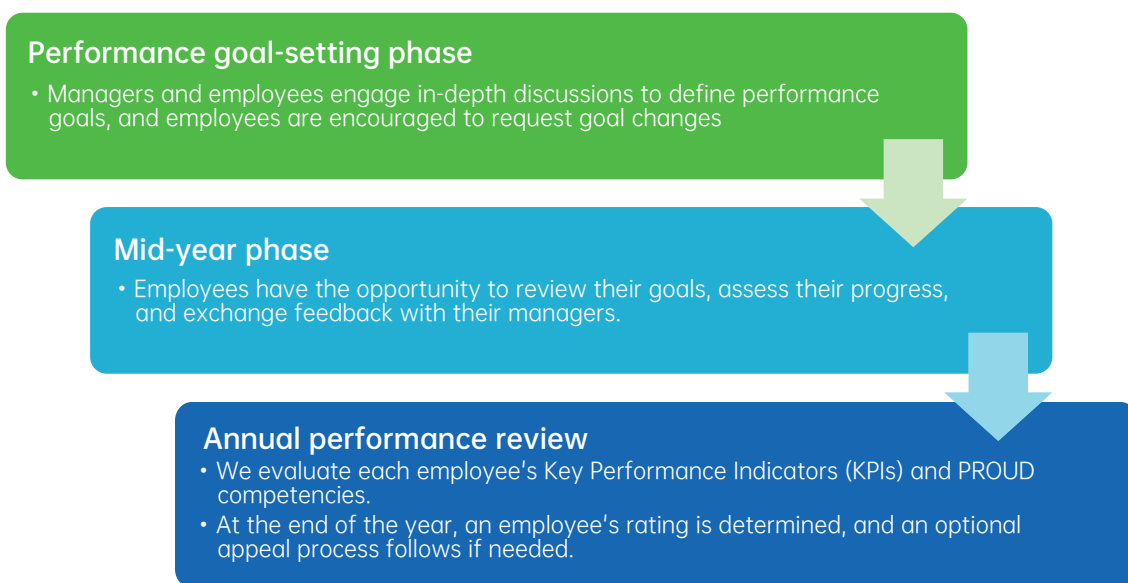 Performance goal-setting phase
• Managers and employees engage in-depth discussions to define performance
goals, and employees are encouraged to request goal changes
Mid-year phase
• Employees have the opportunity to review their goals, assess their progress,
and exchange feedback with their managers.
Annual performance review
• We evaluate each employee's Key Performance Indicators (KPIs) and PROUD
competencies.
• At the end of the year, an employee's rating is determined, and an optional
appeal process follows if needed.